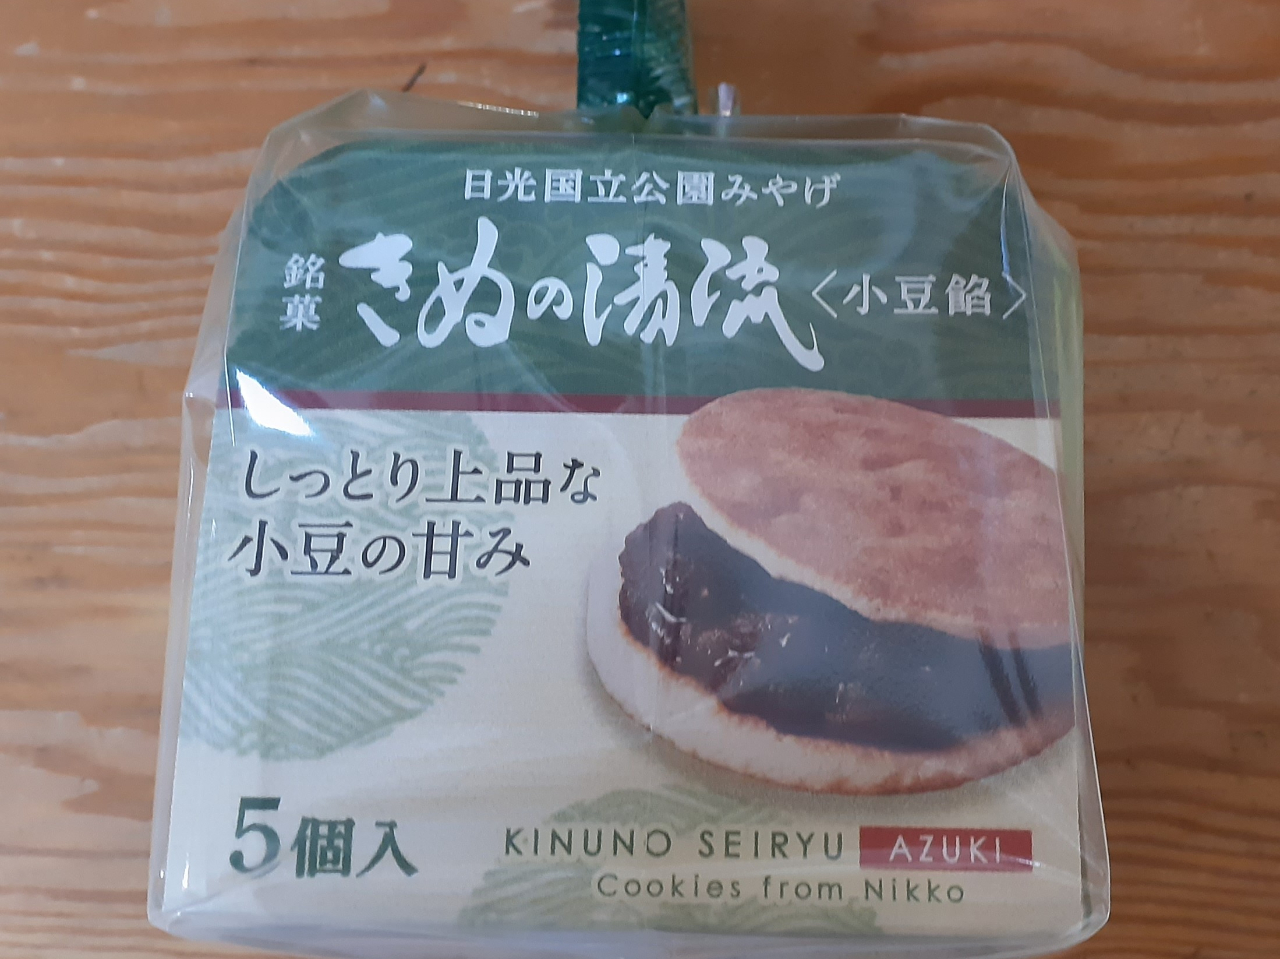 日光国立公園みやげ
銘菓 きぬの清流〈小豆餡〉
しっとり上品な
小豆の甘み
5個入
KINUNO SEIRYU AZUKI
Cookies from Nikko